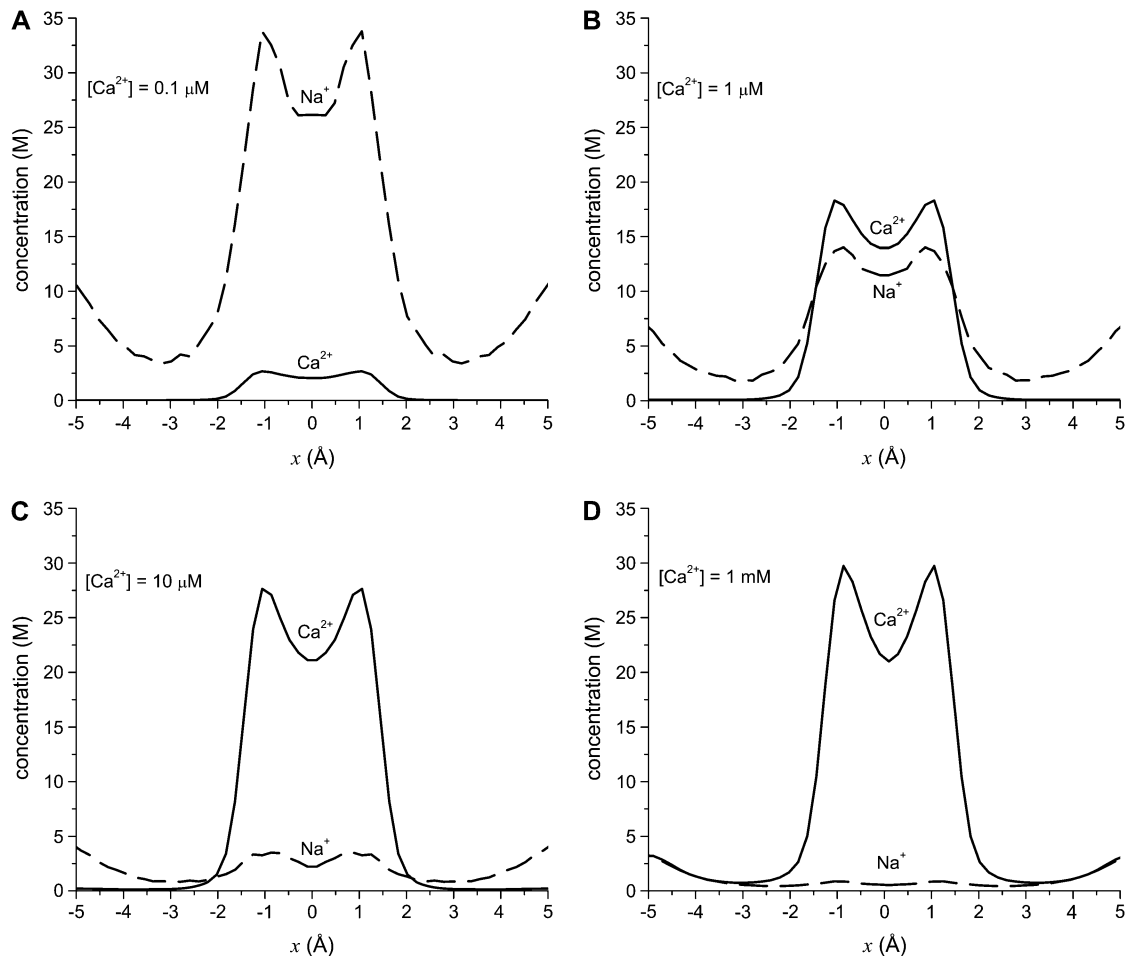 A
B
[Ca²⁺] = 0.1 μM
[Ca²⁺] = 1 μM
Na⁺
Ca²⁺
Ca²⁺
Na⁺
concentration (M)
concentration (M)
35
30
25
20
15
10
5
0
35
30
25
20
15
10
5
0
-5 -4 -3 -2 -1 0 1 2 3 4 5
-5 -4 -3 -2 -1 0 1 2 3 4 5
x (Å)
x (Å)
C
D
[Ca²⁺] = 10 μM
[Ca²⁺] = 1 mM
Ca²⁺
Na⁺
Ca²⁺
Na⁺
concentration (M)
concentration (M)
35
30
25
20
15
10
5
0
35
30
25
20
15
10
5
0
-5 -4 -3 -2 -1 0 1 2 3 4 5
-5 -4 -3 -2 -1 0 1 2 3 4 5
x (Å)
x (Å)